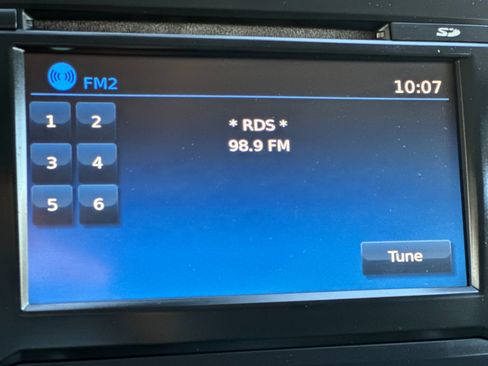 SD
FM2
10:07
1 2
* RDS *
98.9 FM
3 4
5 6
Tune